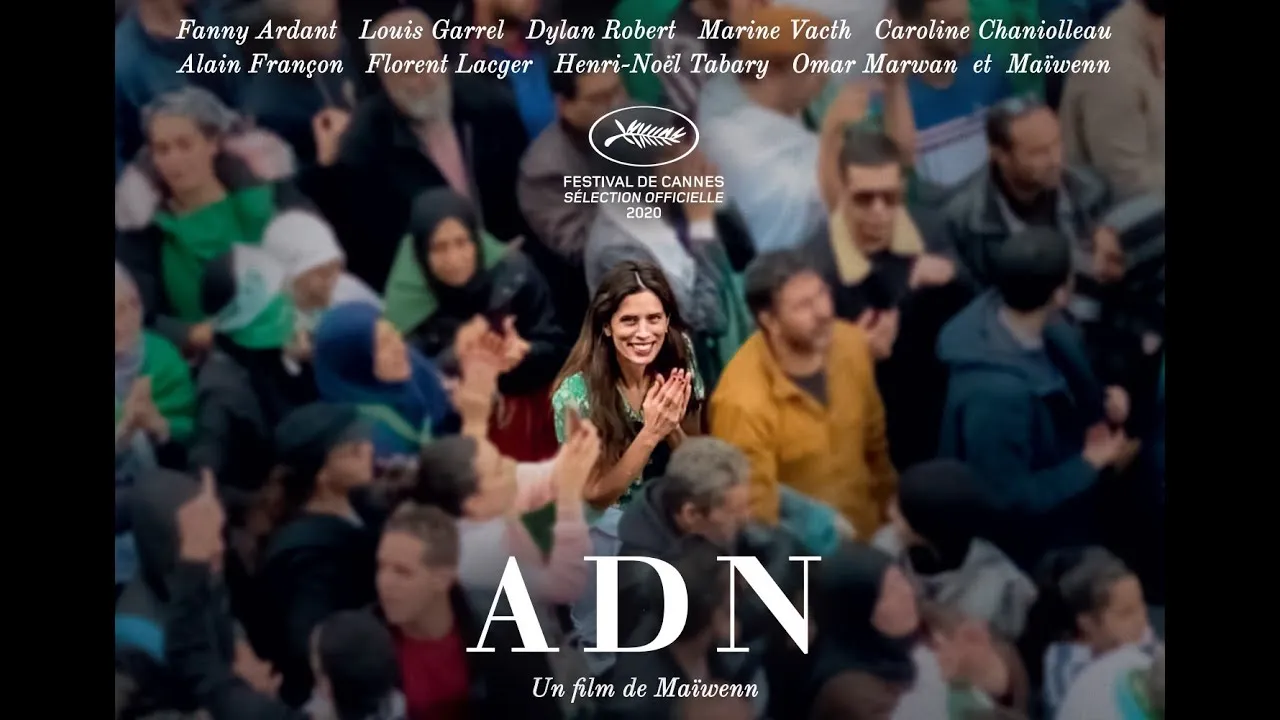 Fanny Ardant Louis Garrel Dylan Robert Marine Vacth Caroline Chaniolleau
Alain Françon Florent Lacger Henri-Noël Tabary Omar Marwan et Maïwenn
FESTIVAL DE CANNES
SÉLECTION OFFICIELLE
2020
ADN
Un film de Maïwenn